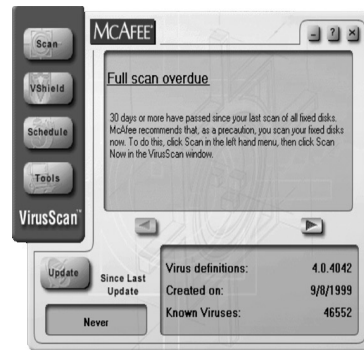 Scan
VShield
Schedule
Tools
VirusScan™
McAFEE®
Full scan overdue
30 days or more have passed since your last scan of all fixed disks.
McAfee recommends that, as a precaution, you scan your fixed disks
now. To do this, click Scan in the left hand menu, then click Scan
Now in the VirusScan window.
Update
Since Last
Update
Never
Virus definitions: 4.0.4042
Created on: 9/8/1999
Known Viruses: 46552